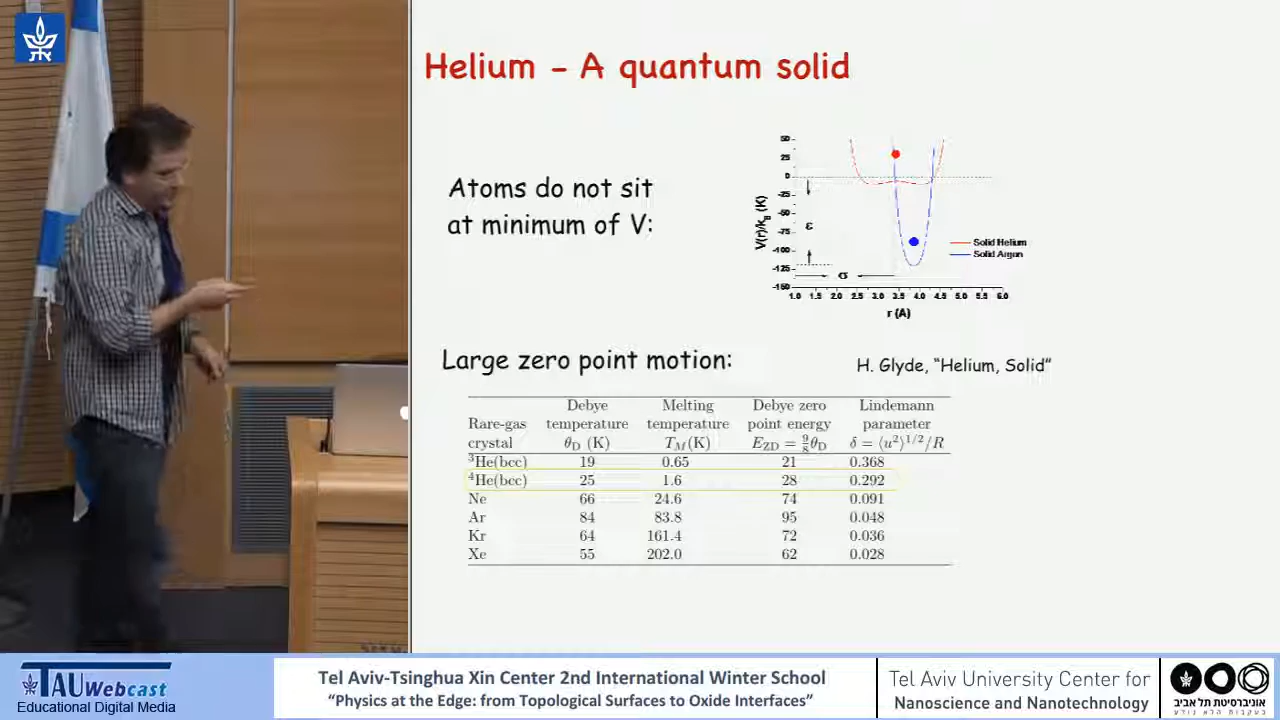 Helium - A quantum solid
Atoms do not sit
at minimum of V:
50
25
0
-25
-50
-75
-100
-125
-150
V(r)/k_B (K)
ε
σ
Solid Helium
Solid Argun
1.0 1.5 2.0 2.5 3.0 3.5 4.0 4.5 5.0 5.5 6.0
r (A)
Large zero point motion:
H. Glyde, "Helium, Solid"
Debye Melting Debye zero Lindemann
Rare-gas temperature temperature point energy parameter
crystal θ_D (K) T_M(K) E_ZD = 9/8 θ_D δ = ⟨u²⟩^1/2/R
³He(bcc) 19 0.65 21 0.368
⁴He(bcc) 25 1.6 28 0.292
Ne 66 24.6 74 0.091
Ar 84 83.8 95 0.048
Kr 64 161.4 72 0.036
Xe 55 202.0 62 0.028
TAU Webcast
Educational Digital Media
Tel Aviv-Tsinghua Xin Center 2nd International Winter School
"Physics at the Edge: from Topological Surfaces to Oxide Interfaces"
Tel Aviv University Center for
Nanoscience and Nanotechnology
אוניברסיטת תל אביב